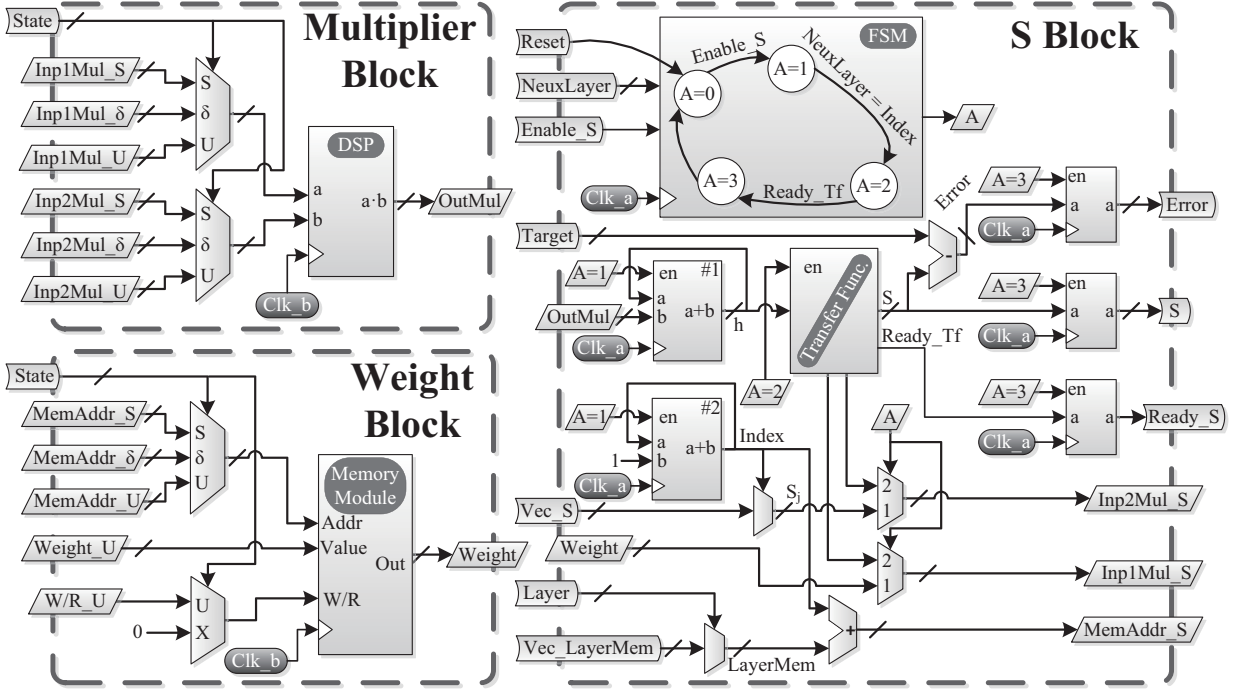 State
Multiplier
Block
Inp1Mul_S
Inp1Mul_δ
Inp1Mul_U
Inp2Mul_S
Inp2Mul_δ
Inp2Mul_U
S
δ
U
S
δ
U
DSP
a
b
a·b
OutMul
Clk_b
State
Weight
Block
MemAddr_S
MemAddr_δ
MemAddr_U
S
δ
U
Weight_U
W/R_U
0
U
X
Memory
Module
Addr
Value
Out
W/R
Weight
Clk_b
S Block
Reset
NeuxLayer
Enable_S
Clk_a
FSM
Enable_S
A=0
A=1
NeuxLayer = Index
A=2
Ready_Tf
A=3
A
Target
Error
-
A=3
en
a
a
Clk_a
Error
A=1
en
#1
a
b
a+b
OutMul
Clk_a
h
en
Transfer Func.
S
Ready_Tf
A=2
A=3
en
a
a
Clk_a
S
A=3
en
a
a
Clk_a
Ready_S
A=1
en
#2
a
b
a+b
1
Clk_a
Index
A
Vec_S
Sj
2
1
Inp2Mul_S
Weight
2
1
Inp1Mul_S
Layer
Vec_LayerMem
LayerMem
+
MemAddr_S